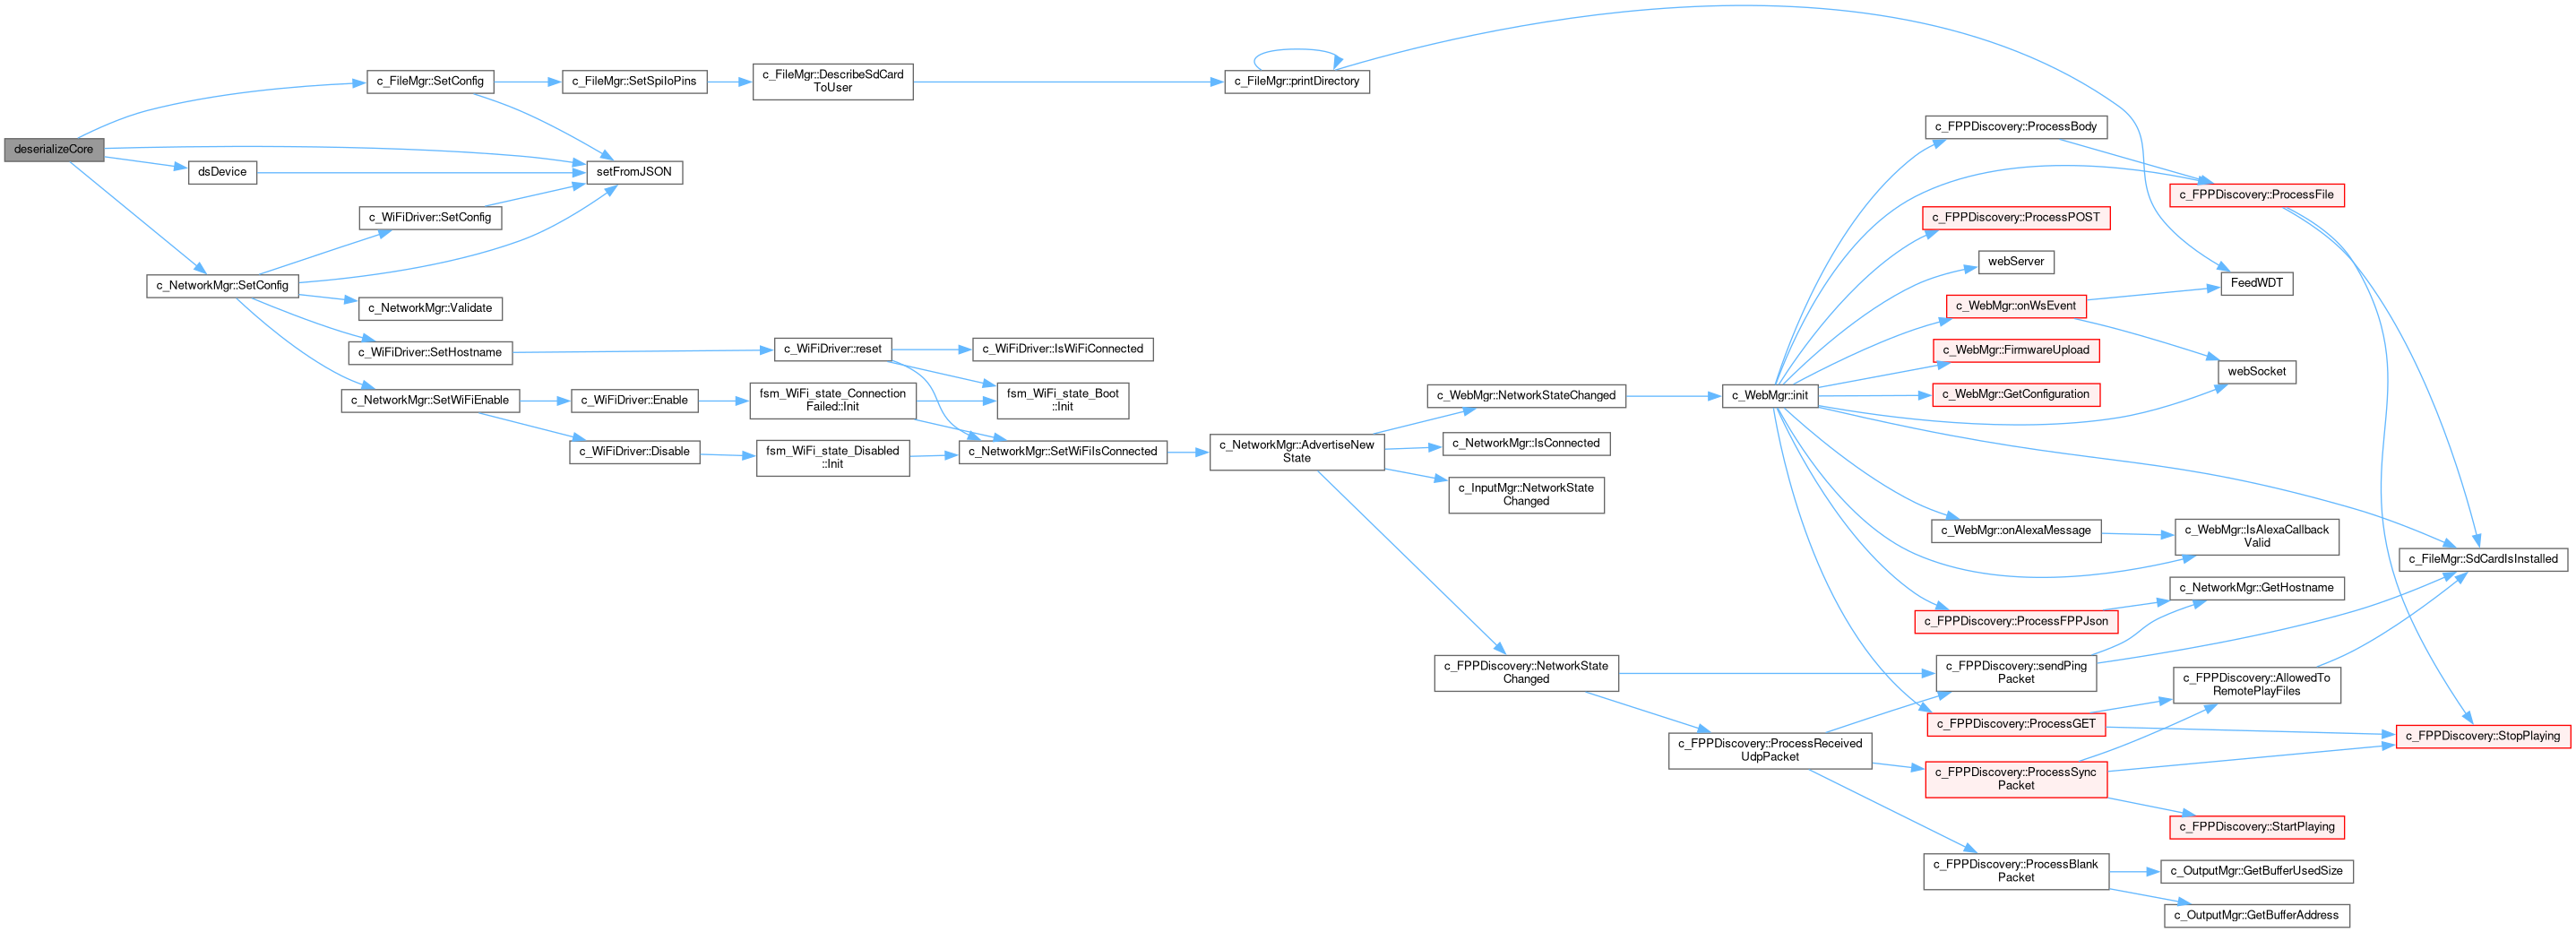 deserializeCore
c_FileMgr::SetConfig
c_FileMgr::SetSpiIoPins
c_FileMgr::DescribeSdCard
ToUser
c_FileMgr::printDirectory
dsDevice
setFromJSON
c_WiFiDriver::SetConfig
c_NetworkMgr::SetConfig
c_NetworkMgr::Validate
c_WiFiDriver::SetHostname
c_NetworkMgr::SetWiFiEnable
c_WiFiDriver::Enable
c_WiFiDriver::Disable
c_WiFiDriver::reset
fsm_WiFi_state_Connection
Failed::Init
fsm_WiFi_state_Disabled
::Init
c_WiFiDriver::IsWiFiConnected
fsm_WiFi_state_Boot
::Init
c_NetworkMgr::SetWiFiIsConnected
c_NetworkMgr::AdvertiseNew
State
c_WebMgr::NetworkStateChanged
c_NetworkMgr::IsConnected
c_InputMgr::NetworkState
Changed
c_FPPDiscovery::NetworkState
Changed
c_WebMgr::init
c_FPPDiscovery::ProcessReceived
UdpPacket
c_FPPDiscovery::ProcessBody
c_FPPDiscovery::ProcessPOST
webServer
c_WebMgr::onWsEvent
c_WebMgr::FirmwareUpload
c_WebMgr::GetConfiguration
c_WebMgr::onAlexaMessage
c_FPPDiscovery::ProcessFPPJson
c_FPPDiscovery::sendPing
Packet
c_FPPDiscovery::ProcessGET
c_FPPDiscovery::ProcessSync
Packet
c_FPPDiscovery::ProcessBlank
Packet
c_FPPDiscovery::ProcessFile
FeedWDT
webSocket
c_WebMgr::IsAlexaCallback
Valid
c_NetworkMgr::GetHostname
c_FPPDiscovery::AllowedTo
RemotePlayFiles
c_FPPDiscovery::StartPlaying
c_OutputMgr::GetBufferUsedSize
c_OutputMgr::GetBufferAddress
c_FileMgr::SdCardIsInstalled
c_FPPDiscovery::StopPlaying